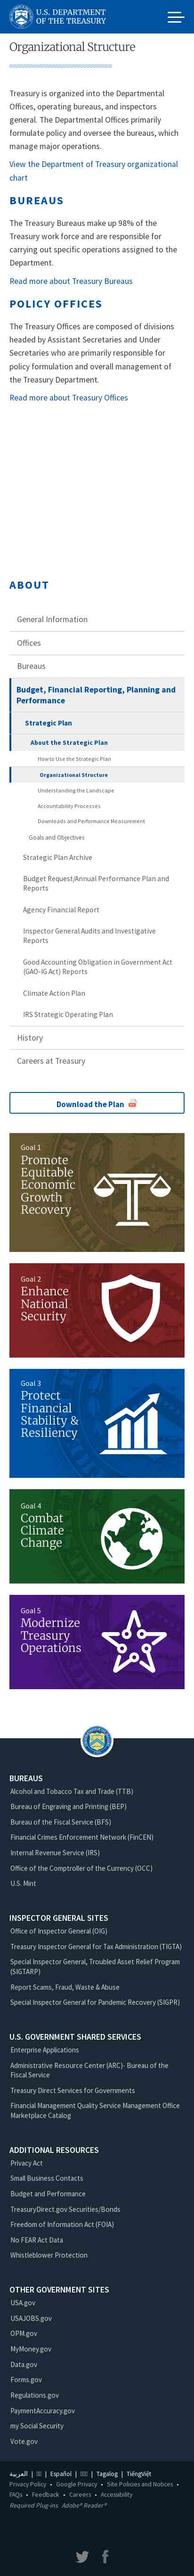 U.S. DEPARTMENT
OF THE TREASURY
Organizational Structure
Treasury is organized into the Departmental
Offices, operating bureaus, and inspectors
general. The Departmental Offices primarily
formulate policy and oversee the bureaus, which
manage major operations.
View the Department of Treasury organizational
chart
BUREAUS
The Treasury Bureaus make up 98% of the
Treasury work force and are responsible for
carrying out specific operations assigned to the
Department.
Read more about Treasury Bureaus
POLICY OFFICES
The Treasury Offices are composed of divisions
headed by Assistant Secretaries and Under
Secretaries who are primarily responsible for
policy formulation and overall management of
the Treasury Department.
Read more about Treasury Offices
ABOUT
General Information
Offices
Bureaus
Budget, Financial Reporting, Planning and
Performance
Strategic Plan
About the Strategic Plan
How to Use the Strategic Plan
Organizational Structure
Understanding the Landscape
Accountability Processes
Downloads and Performance Measurement
Goals and Objectives
Strategic Plan Archive
Budget Request/Annual Performance Plan and
Reports
Agency Financial Report
Inspector General Audits and Investigative
Reports
Good Accounting Obligation in Government Act
(GAO-IG Act) Reports
Climate Action Plan
IRS Strategic Operating Plan
History
Careers at Treasury
Download the Plan
Goal 1
Promote
Equitable
Economic
Growth
Recovery
Goal 2
Enhance
National
Security
Goal 3
Protect
Financial
Stability &
Resiliency
Goal 4
Combat
Climate
Change
Goal 5
Modernize
Treasury
Operations
BUREAUS
Alcohol and Tobacco Tax and Trade (TTB)
Bureau of Engraving and Printing (BEP)
Bureau of the Fiscal Service (BFS)
Financial Crimes Enforcement Network (FinCEN)
Internal Revenue Service (IRS)
Office of the Comptroller of the Currency (OCC)
U.S. Mint
INSPECTOR GENERAL SITES
Office of Inspector General (OIG)
Treasury Inspector General for Tax Administration (TIGTA)
Special Inspector General, Troubled Asset Relief Program
(SIGTARP)
Report Scams, Fraud, Waste & Abuse
Special Inspector General for Pandemic Recovery (SIGPR)
U.S. GOVERNMENT SHARED SERVICES
Enterprise Applications
Administrative Resource Center (ARC)- Bureau of the
Fiscal Service
Treasury Direct Services for Governments
Financial Management Quality Service Management Office
Marketplace Catalog
ADDITIONAL RESOURCES
Privacy Act
Small Business Contacts
Budget and Performance
TreasuryDirect.gov Securities/Bonds
Freedom of Information Act (FOIA)
No FEAR Act Data
Whistleblower Protection
OTHER GOVERNMENT SITES
USA.gov
USAJOBS.gov
OPM.gov
MyMoney.gov
Data.gov
Forms.gov
Regulations.gov
PaymentAccuracy.gov
my Social Security
Vote.gov
العربية | | Español | | Tagalog | TiếngViệt
Privacy Policy • Google Privacy • Site Policies and Notices •
FAQs • Feedback • Careers • Accessibility
Required Plug-ins Adobe® Reader®